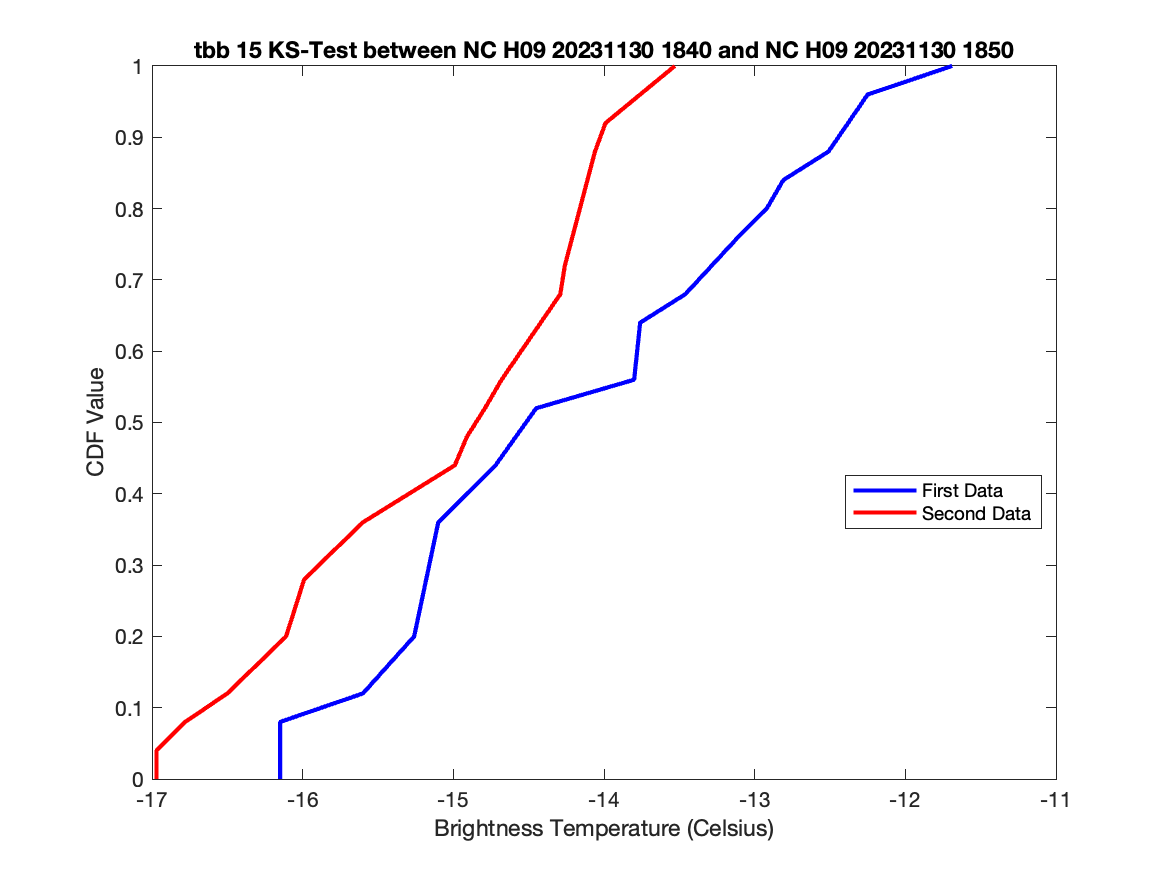 tbb 15 KS-Test between NC H09 20231130 1840 and NC H09 20231130 1850
1
0.9
0.8
0.7
0.6
0.5
0.4
0.3
0.2
0.1
0
CDF Value
First Data
Second Data
-17 -16 -15 -14 -13 -12 -11
Brightness Temperature (Celsius)